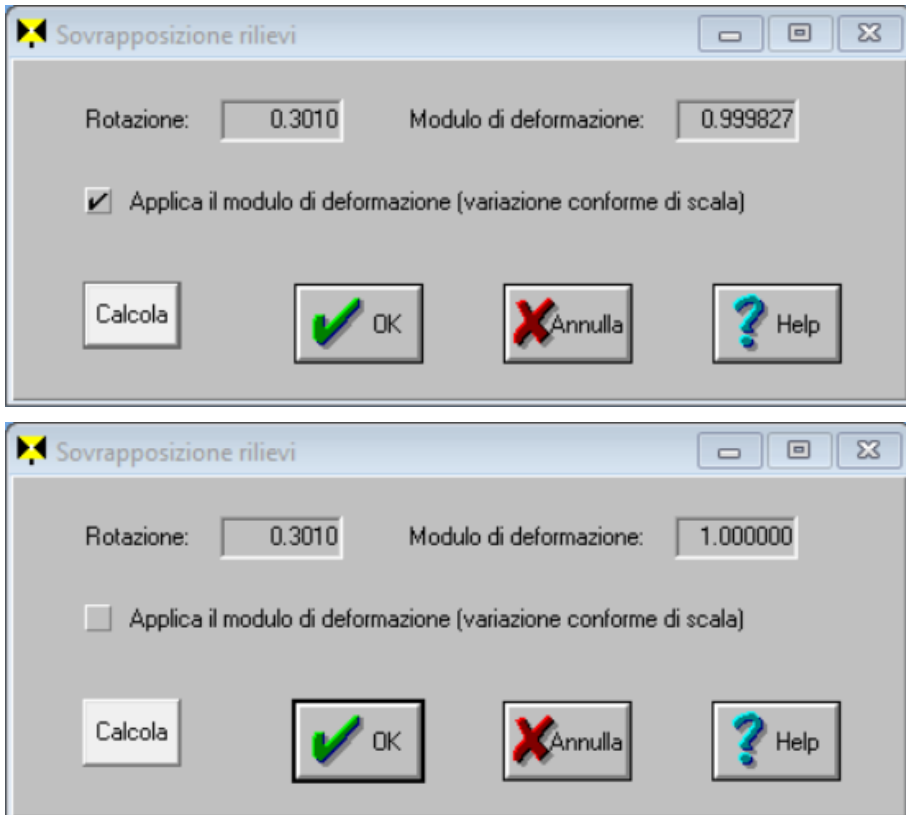 Sovrapposizione rilievi
Rotazione: 0.3010 Modulo di deformazione: 0.999827
Applica il modulo di deformazione (variazione conforme di scala)
Calcola OK Annulla Help
Sovrapposizione rilievi
Rotazione: 0.3010 Modulo di deformazione: 1.000000
Applica il modulo di deformazione (variazione conforme di scala)
Calcola OK Annulla Help